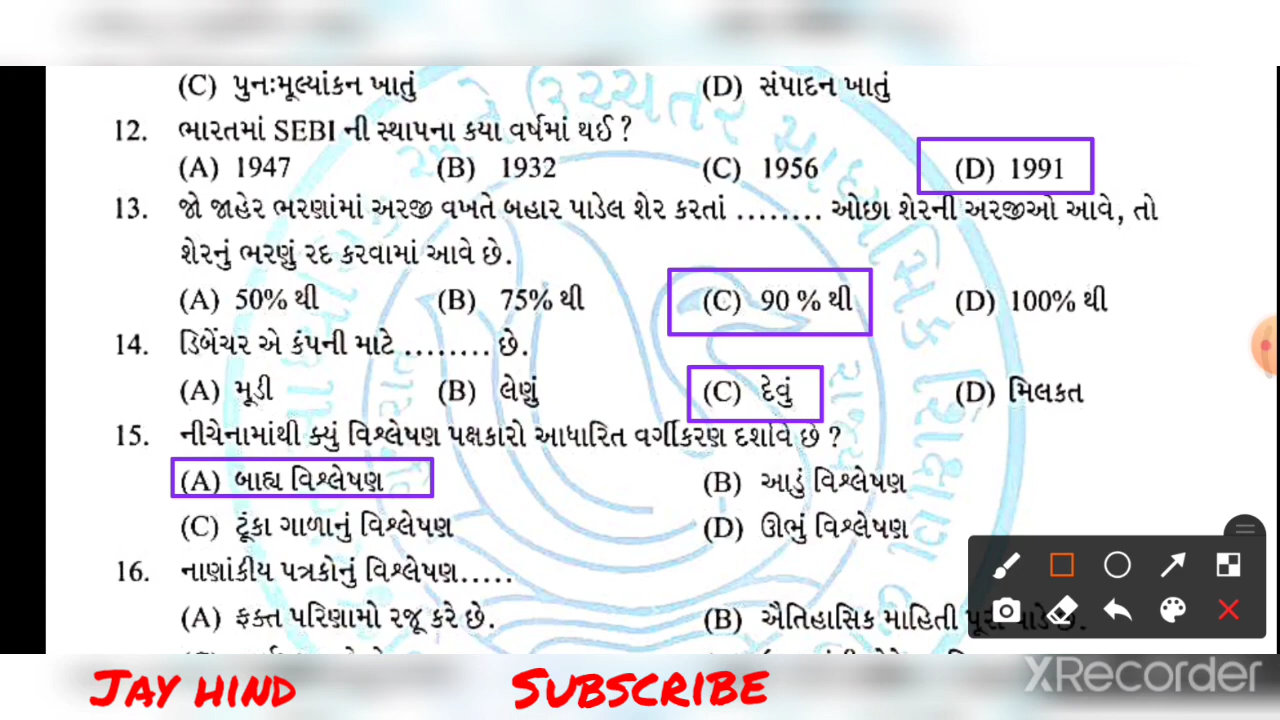 (C) પુનઃમૂલ્યાંકન ખાતું (D) સંપાદન ખાતું
12. ભારતમાં SEBI ની સ્થાપના કયા વર્ષમાં થઈ ?
(A) 1947 (B) 1932 (C) 1956 (D) 1991
13. જો જાહેર ભરણાંમાં અરજી વખતે બહાર પાડેલ શેર કરતાં ........ ઓછા શેરની અરજીઓ આવે, તો
શેરનું ભરણું રદ કરવામાં આવે છે.
(A) 50% થી (B) 75% થી (C) 90 % થી (D) 100% થી
14. ડિબેંચર એ કંપની માટે ........ છે.
(A) મૂડી (B) લેણું (C) દેવું (D) મિલકત
15. નીચેનામાંથી ક્યું વિશ્લેષણ પક્ષકારો આધારિત વર્ગીકરણ દર્શાવે છે ?
(A) બાહ્ય વિશ્લેષણ (B) આડું વિશ્લેષણ
(C) ટૂંકા ગાળાનું વિશ્લેષણ (D) ઊભું વિશ્લેષણ
16. નાણાંકીય પત્રકોનું વિશ્લેષણ.....
(A) ફક્ત પરિણામો રજૂ કરે છે. (B) ઐતિહાસિક માહિતી પૂરી પાડે છે.
JAY HIND SUBSCRIBE XRecorder